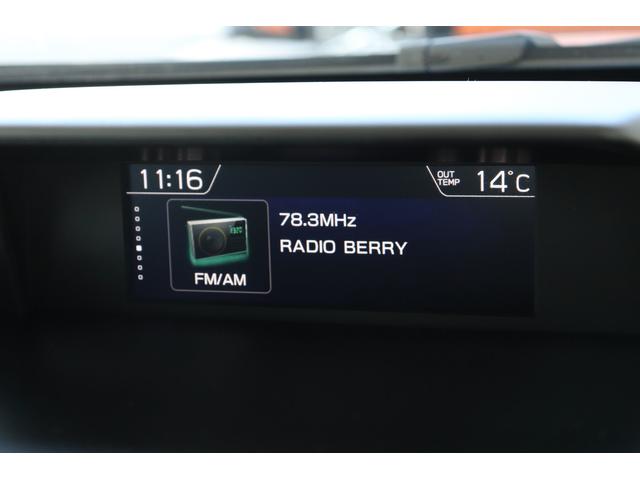 11:16
OUT TEMP 14°C
78.3MHz
RADIO BERRY
FM/AM